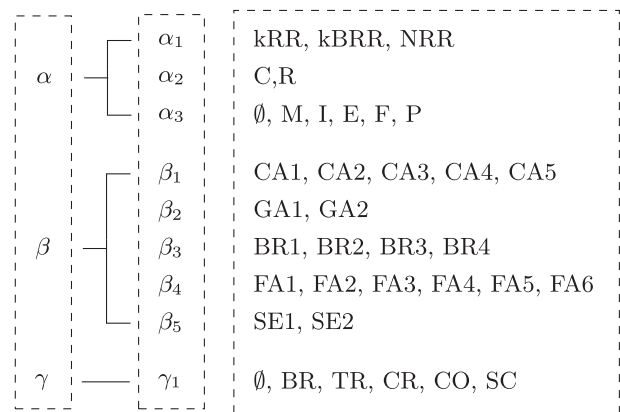 α₁ kRR, kBRR, NRR
α α₂ C,R
α₃ ∅, M, I, E, F, P
β₁ CA1, CA2, CA3, CA4, CA5
β₂ GA1, GA2
β β₃ BR1, BR2, BR3, BR4
β₄ FA1, FA2, FA3, FA4, FA5, FA6
β₅ SE1, SE2
γ γ₁ ∅, BR, TR, CR, CO, SC